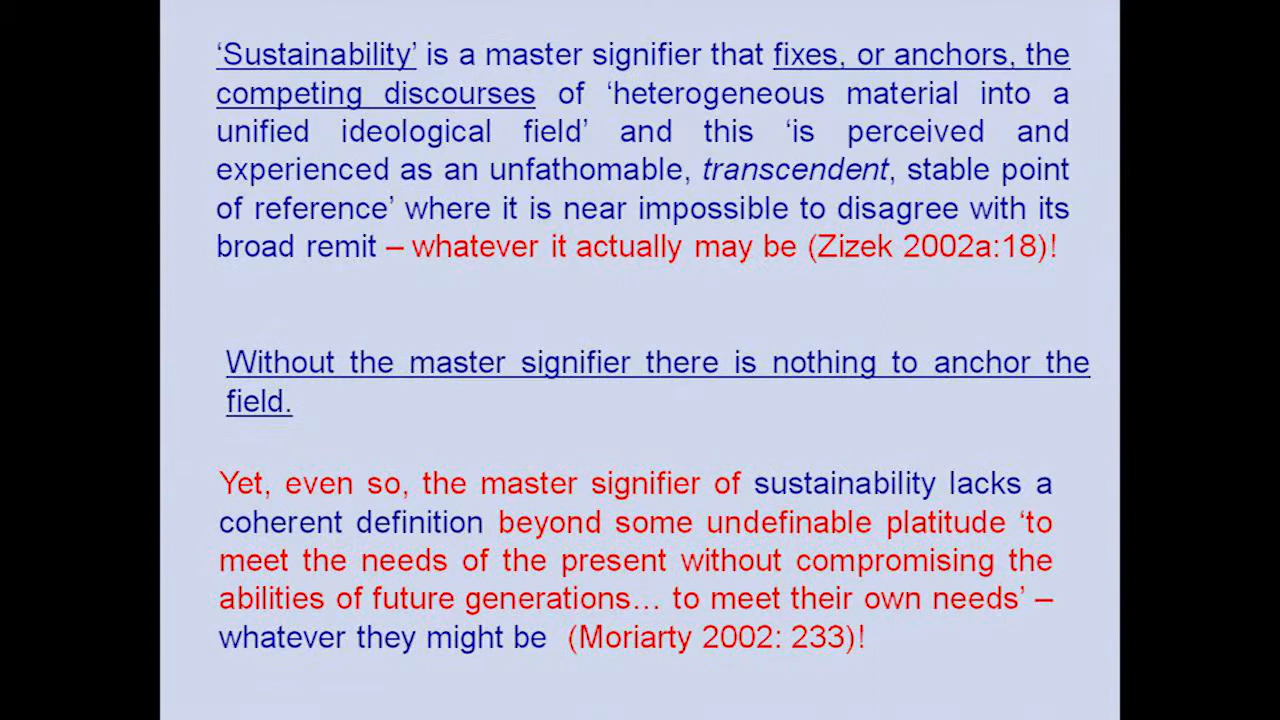 ‘Sustainability’ is a master signifier that fixes, or anchors, the
competing discourses of ‘heterogeneous material into a
unified ideological field’ and this ‘is perceived and
experienced as an unfathomable, transcendent, stable point
of reference’ where it is near impossible to disagree with its
broad remit – whatever it actually may be (Zizek 2002a:18)!
Without the master signifier there is nothing to anchor the
field.
Yet, even so, the master signifier of sustainability lacks a
coherent definition beyond some undefinable platitude ‘to
meet the needs of the present without compromising the
abilities of future generations… to meet their own needs’ –
whatever they might be (Moriarty 2002: 233)!